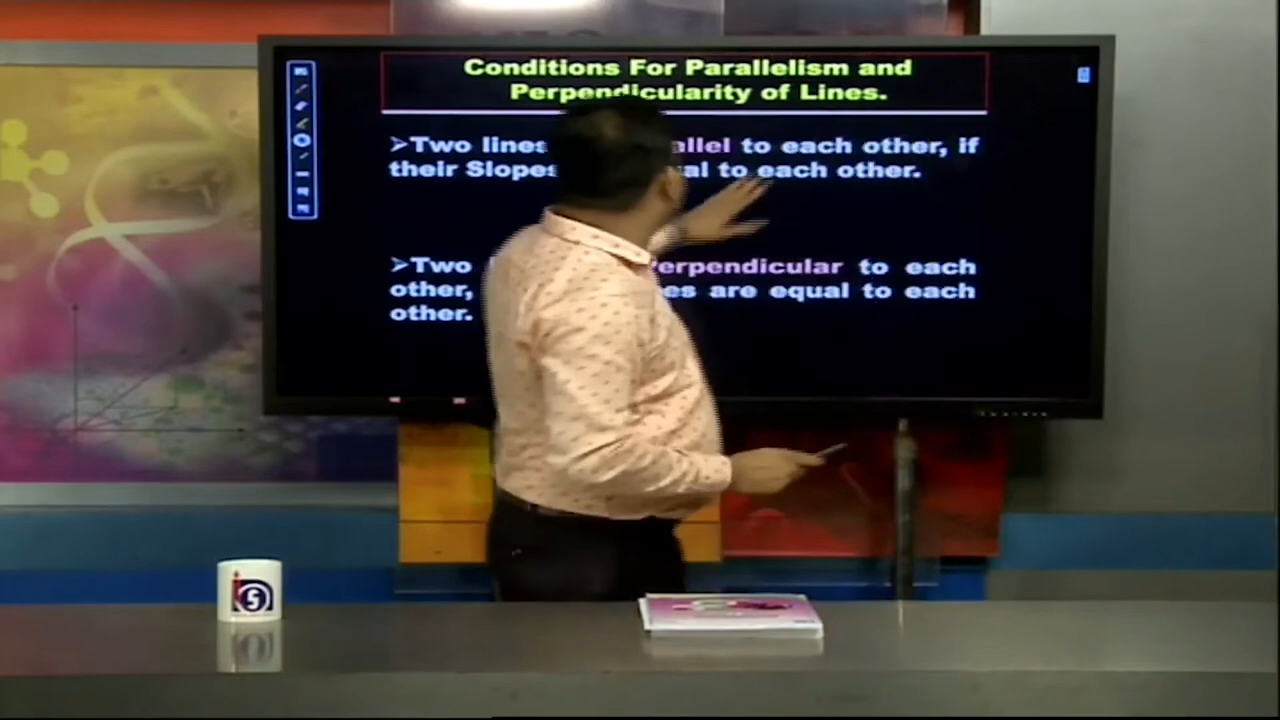 Conditions For Parallelism and
Perpendicularity of Lines.
➢Two lines allel to each other, if
their Slopes al to each other.
➢Two erpendicular to each
other, es are equal to each
other.